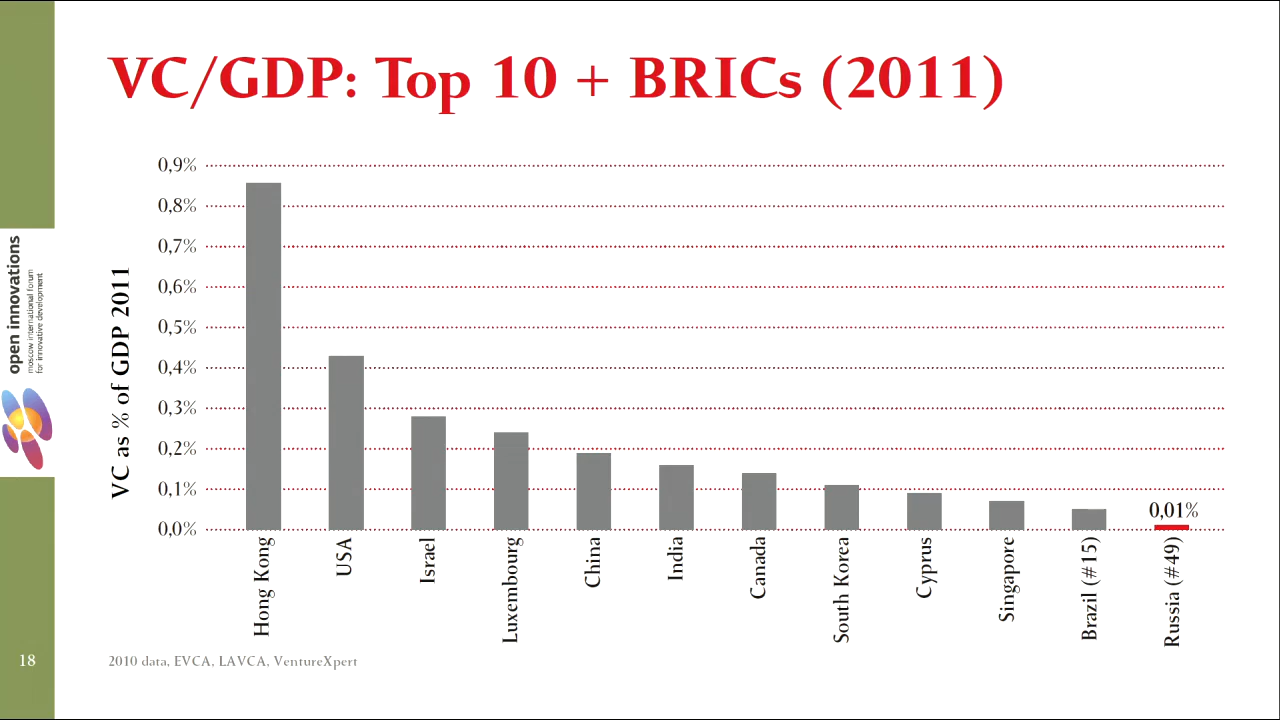 VC/GDP: Top 10 + BRICs (2011)
open innovations
moscow international forum
for innovative development
VC as % of GDP 2011
0,9%
0,8%
0,7%
0,6%
0,5%
0,4%
0,3%
0,2%
0,1%
0,0%
0,01%
Hong Kong
USA
Israel
Luxembourg
China
India
Canada
South Korea
Cyprus
Singapore
Brazil (#15)
Russia (#49)
18
2010 data, EVCA, LAVCA, VentureXpert